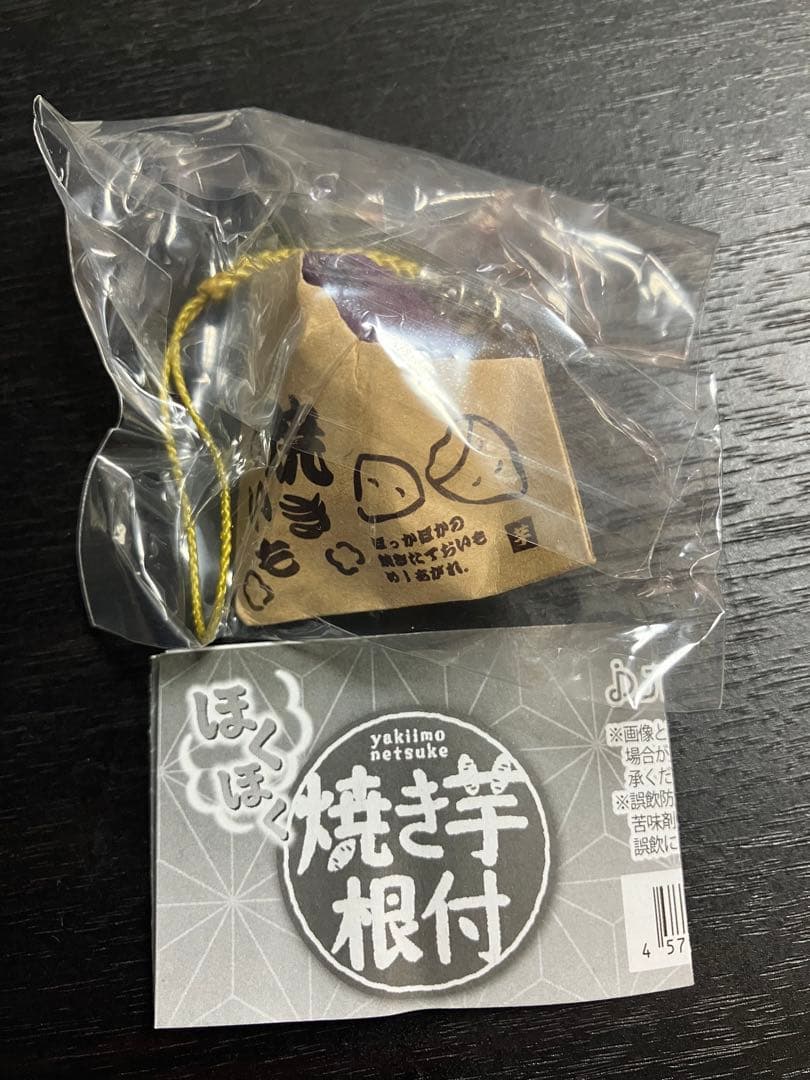 焼き
いも
ほっかほかの
焼きたておいも
めしあがれ。
芋
ほくほく
yakiimo
netsuke
焼き芋
根付
※画像と
場合が
承くだ
※誤飲防
苦味剤
誤飲に
4 57